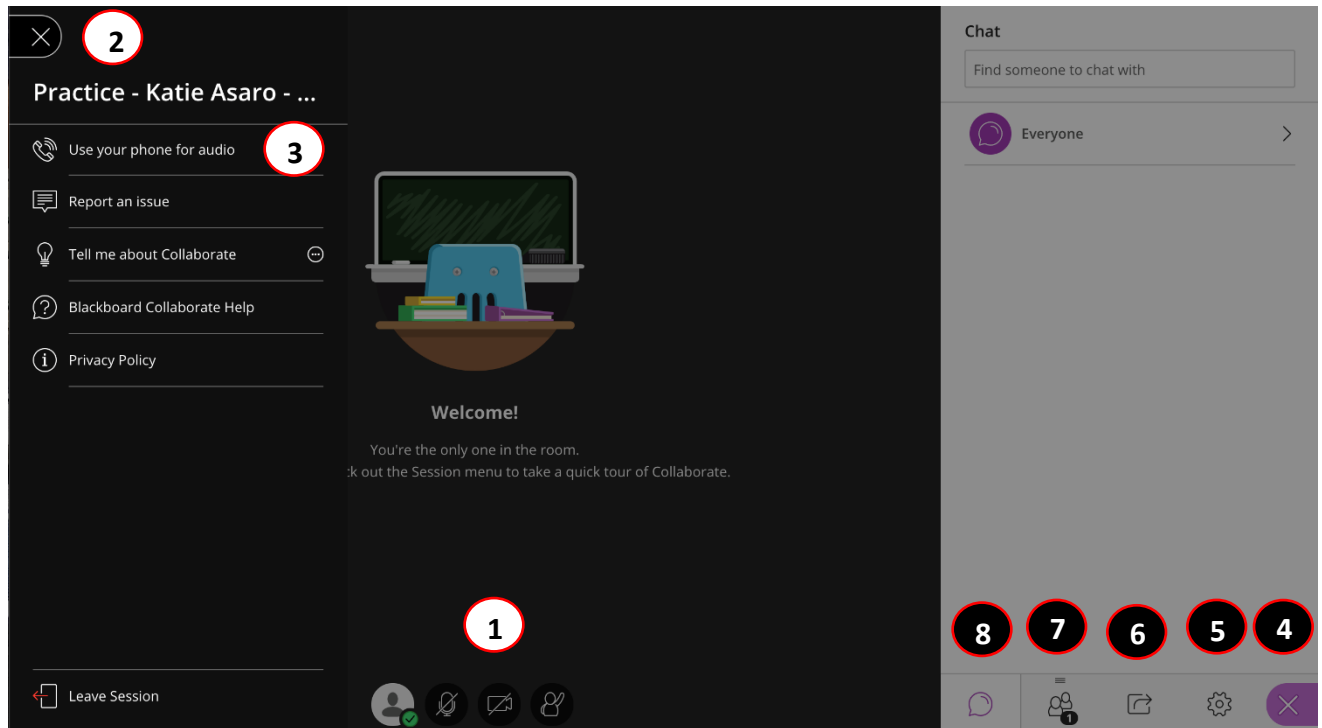 2
Practice - Katie Asaro - ...
Use your phone for audio
3
Report an issue
Tell me about Collaborate
Blackboard Collaborate Help
Privacy Policy
Leave Session
Welcome!
You're the only one in the room.
out the Session menu to take a quick tour of Collaborate.
1
Chat
Find someone to chat with
Everyone
8
7
6
5
4
1